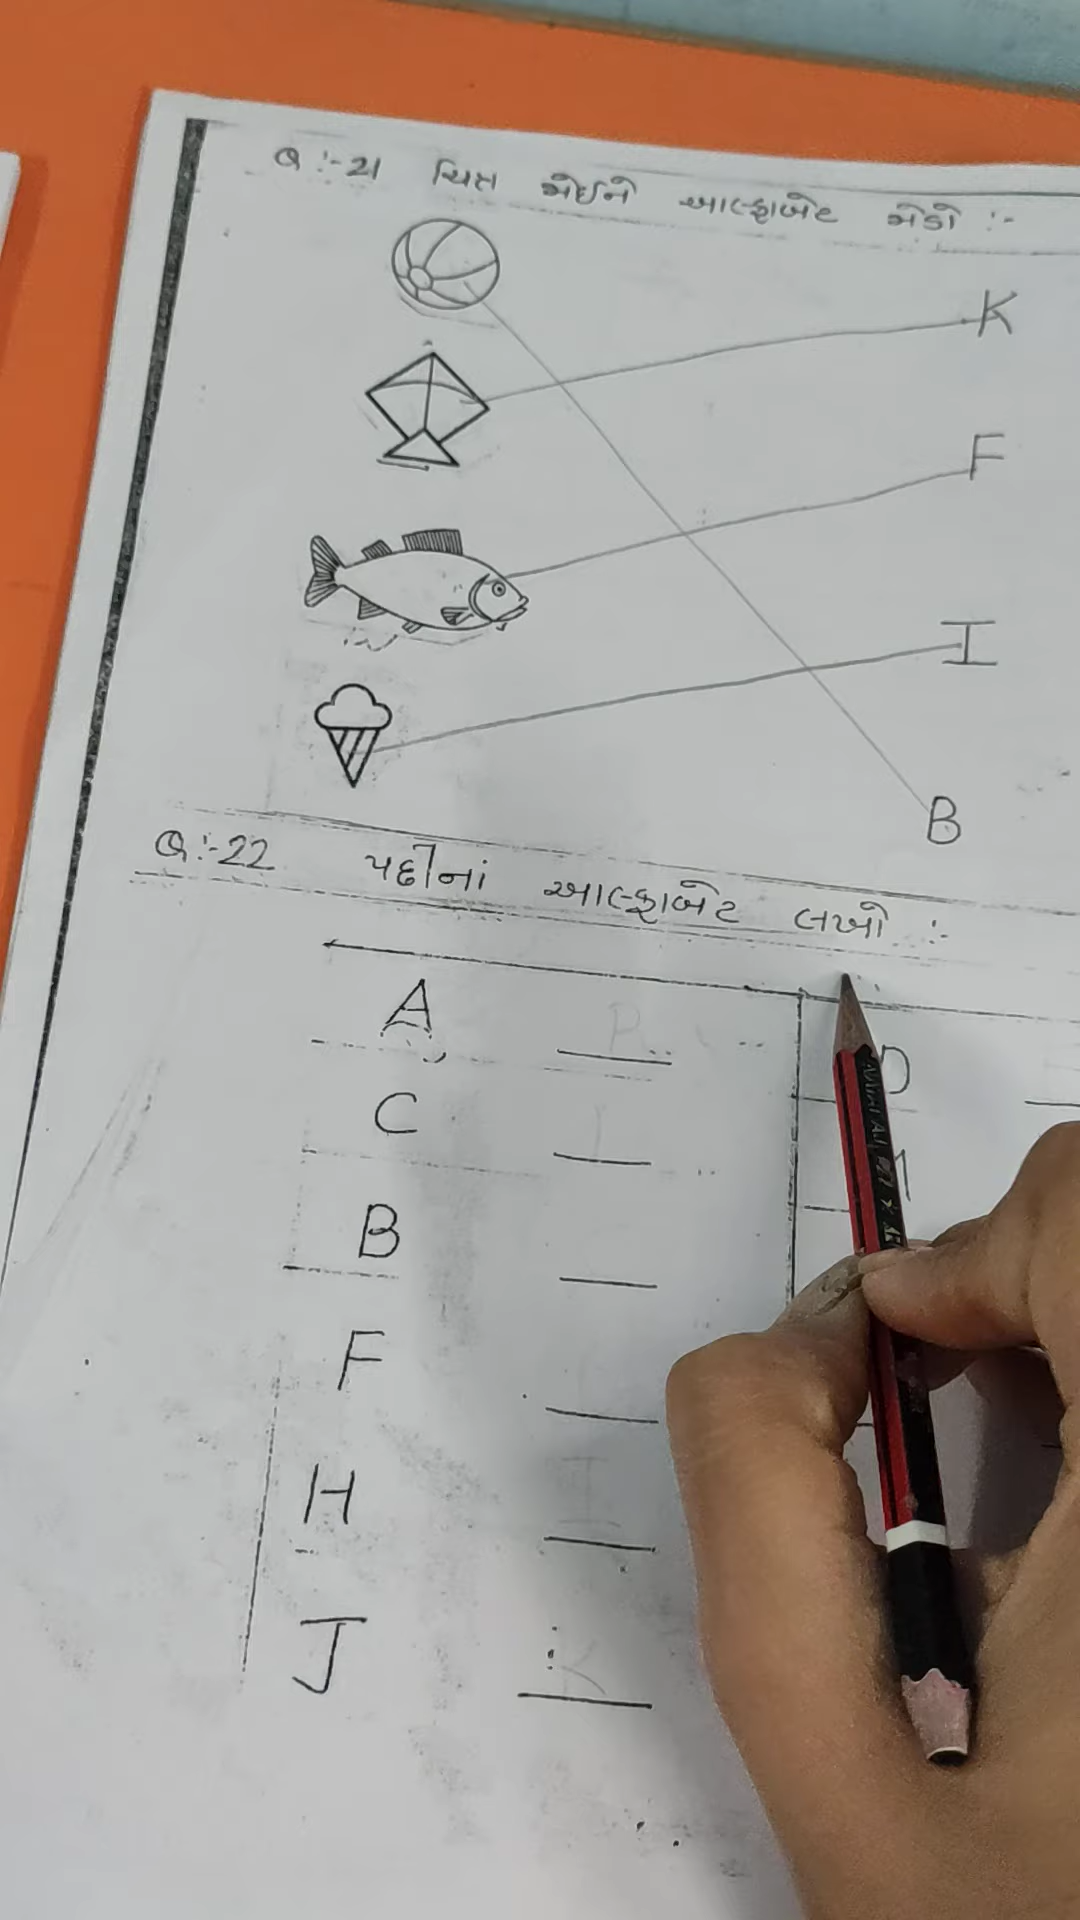 Q :- 21 ચિત્ર જોઈને આલ્ફાબેટ જોડો :-
K
F
I
B
Q :- 22 પછીનાં આલ્ફાબેટ લખો :-
A
D
C
B
F
H
J K